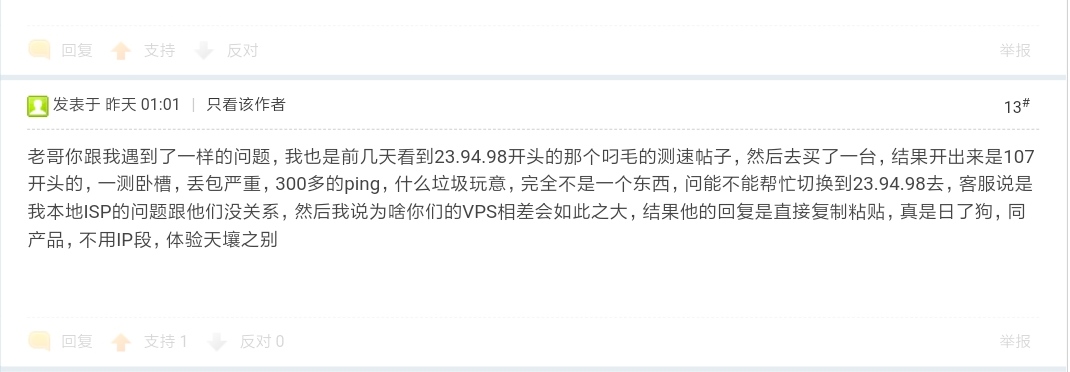 回复 支持 反对 举报
发表于 昨天 01:01 | 只看该作者 13#
老哥你跟我遇到了一样的问题，我也是前几天看到23.94.98开头的那个叼毛的测速帖子，然后去买了一台，结果开出来是107
开头的，一测卧槽，丢包严重，300多的ping，什么垃圾玩意，完全不是一个东西，问能不能帮忙切换到23.94.98去，客服说是
我本地ISP的问题跟他们没关系，然后我说为啥你们的VPS相差会如此之大，结果他的回复是直接复制粘贴，真是日了狗，同
产品，不用IP段，体验天壤之别
回复 支持 1 反对 0 举报